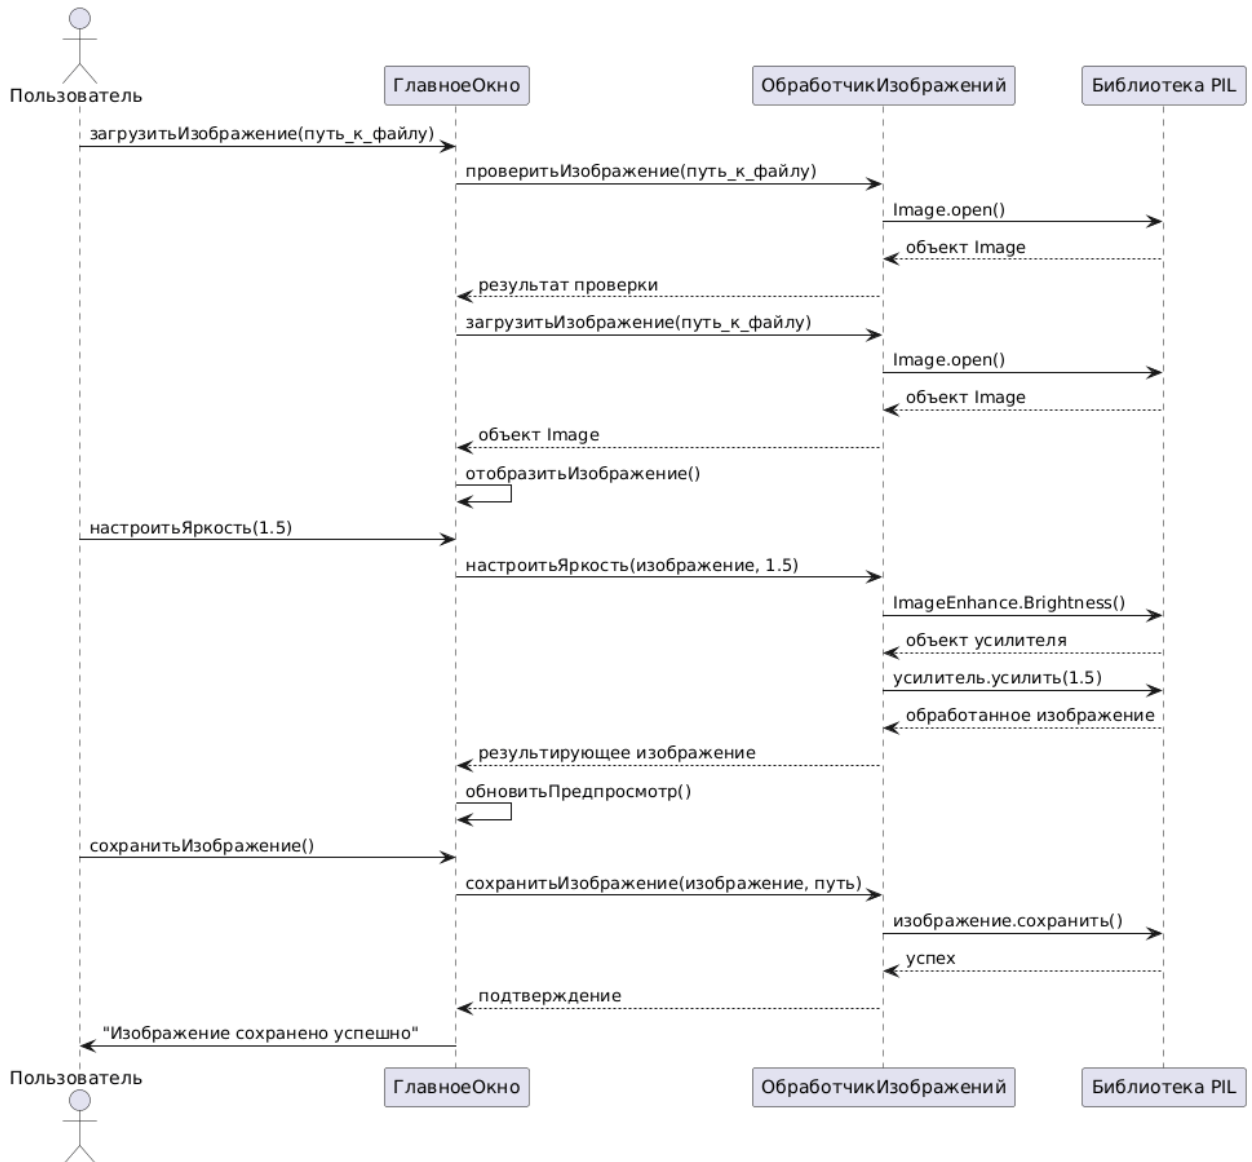 Пользователь
ГлавноеОкно
ОбработчикИзображений
Библиотека PIL
загрузитьИзображение(путь_к_файлу)
проверитьИзображение(путь_к_файлу)
Image.open()
объект Image
результат проверки
загрузитьИзображение(путь_к_файлу)
Image.open()
объект Image
объект Image
отобразитьИзображение()
настроитьЯркость(1.5)
настроитьЯркость(изображение, 1.5)
ImageEnhance.Brightness()
объект усилителя
усилитель.усилить(1.5)
обработанное изображение
результирующее изображение
обновитьПредпросмотр()
сохранитьИзображение()
сохранитьИзображение(изображение, путь)
изображение.сохранить()
успех
подтверждение
"Изображение сохранено успешно"
Пользователь
ГлавноеОкно
ОбработчикИзображений
Библиотека PIL